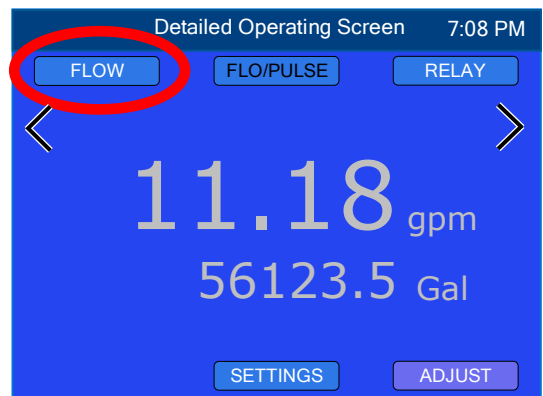 Detailed Operating Screen 7:08 PM
FLOW FLO/PULSE RELAY
11.18 gpm
56123.5 Gal
SETTINGS ADJUST